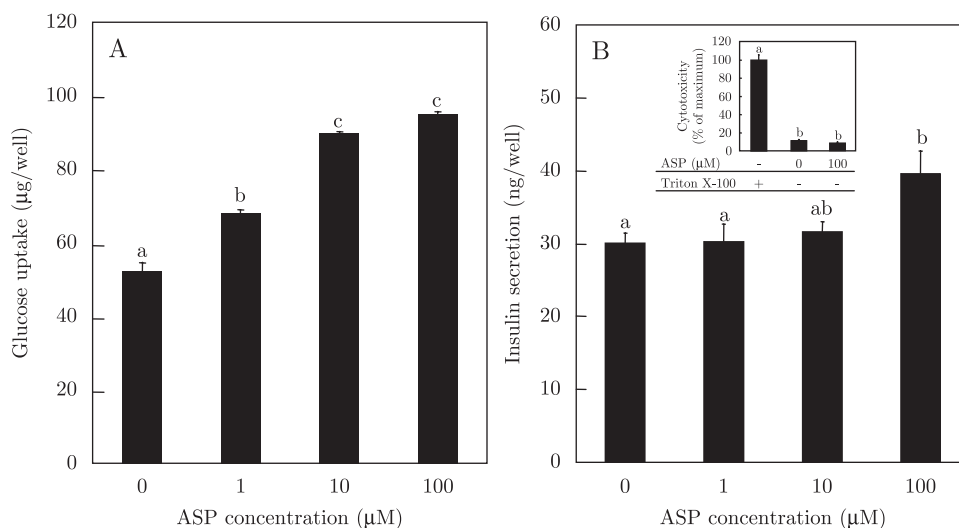 A
Glucose uptake (µg/well)
120
100
80
60
40
20
0
a
b
c
c
0 1 10 100
ASP concentration (µM)
B
Insulin secretion (ng/well)
60
50
40
30
20
10
0
a
a
ab
b
0 1 10 100
ASP concentration (µM)
Cytotoxicity
(% of maximum)
120
100
80
60
40
20
0
a
b
b
ASP (µM) - 0 100
Triton X-100 + - -